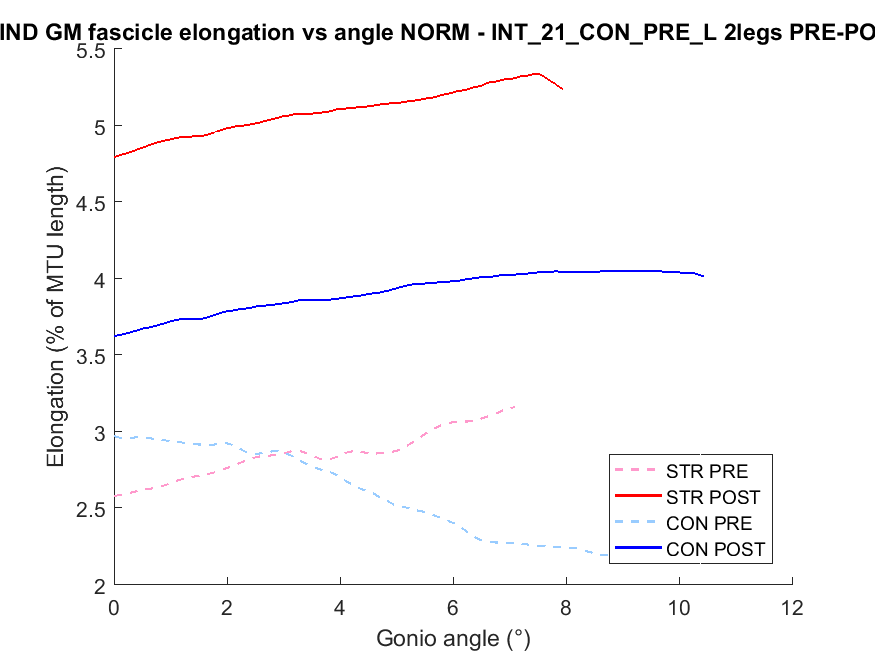 IND GM fascicle elongation vs angle NORM - INT_21_CON_PRE_L 2legs PRE-PO
Elongation (% of MTU length)
5.5
5
4.5
4
3.5
3
2.5
2
0 2 4 6 8 10 12
Gonio angle (°)
STR PRE
STR POST
CON PRE
CON POST